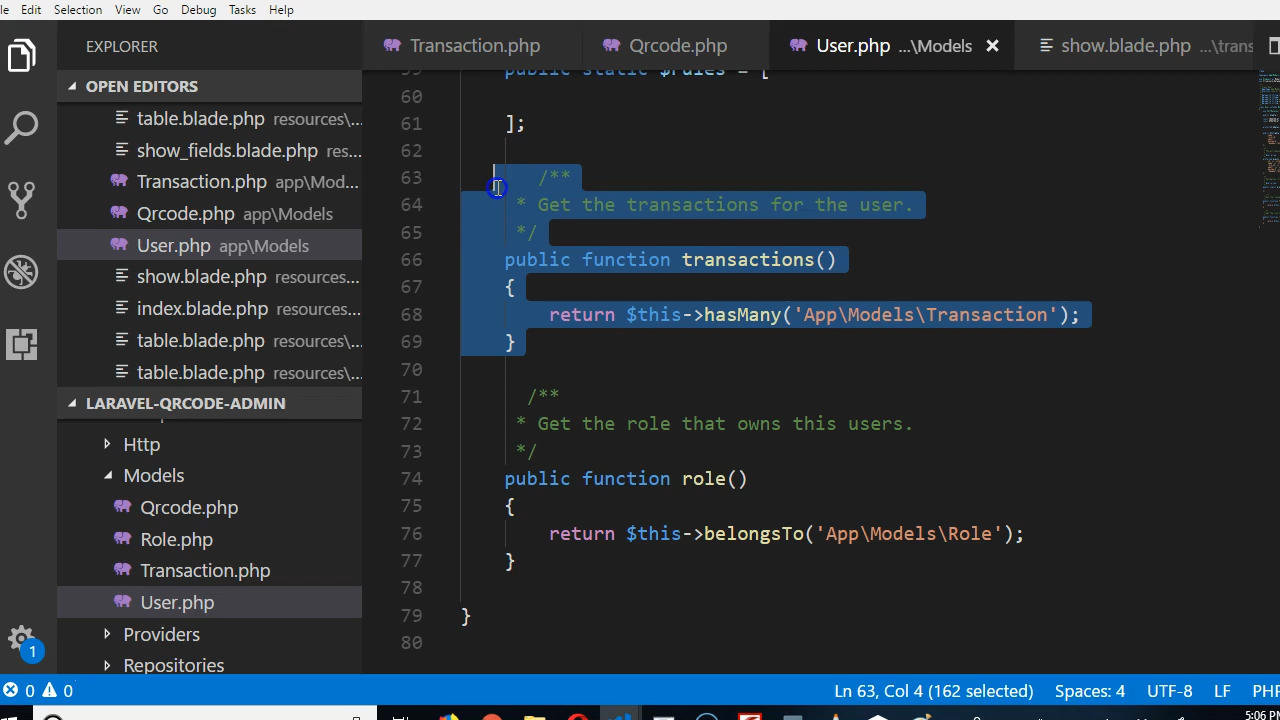 Edit Selection View Go Debug Tasks Help
EXPLORER
Transaction.php Qrcode.php User.php ...\Models show.blade.php ...\trans
OPEN EDITORS
table.blade.php resources\...
show_fields.blade.php res...
Transaction.php app\Mod...
Qrcode.php app\Models
User.php app\Models
show.blade.php resources...
index.blade.php resources...
table.blade.php resources\...
table.blade.php resources\...
LARAVEL-QRCODE-ADMIN
Http
Models
Qrcode.php
Role.php
Transaction.php
User.php
Providers
Repositories
1
59 public static $rules = [
60
61 ];
62
63 /**
64 * Get the transactions for the user.
65 */
66 public function transactions()
67 {
68 return $this->hasMany('App\Models\Transaction');
69 }
70
71 /**
72 * Get the role that owns this users.
73 */
74 public function role()
75 {
76 return $this->belongsTo('App\Models\Role');
77 }
78
79 }
80
0 0 Ln 63, Col 4 (162 selected) Spaces: 4 UTF-8 LF PHP
5:06 PM